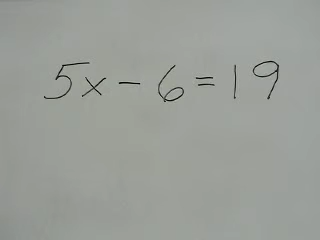 5x - 6 = 19